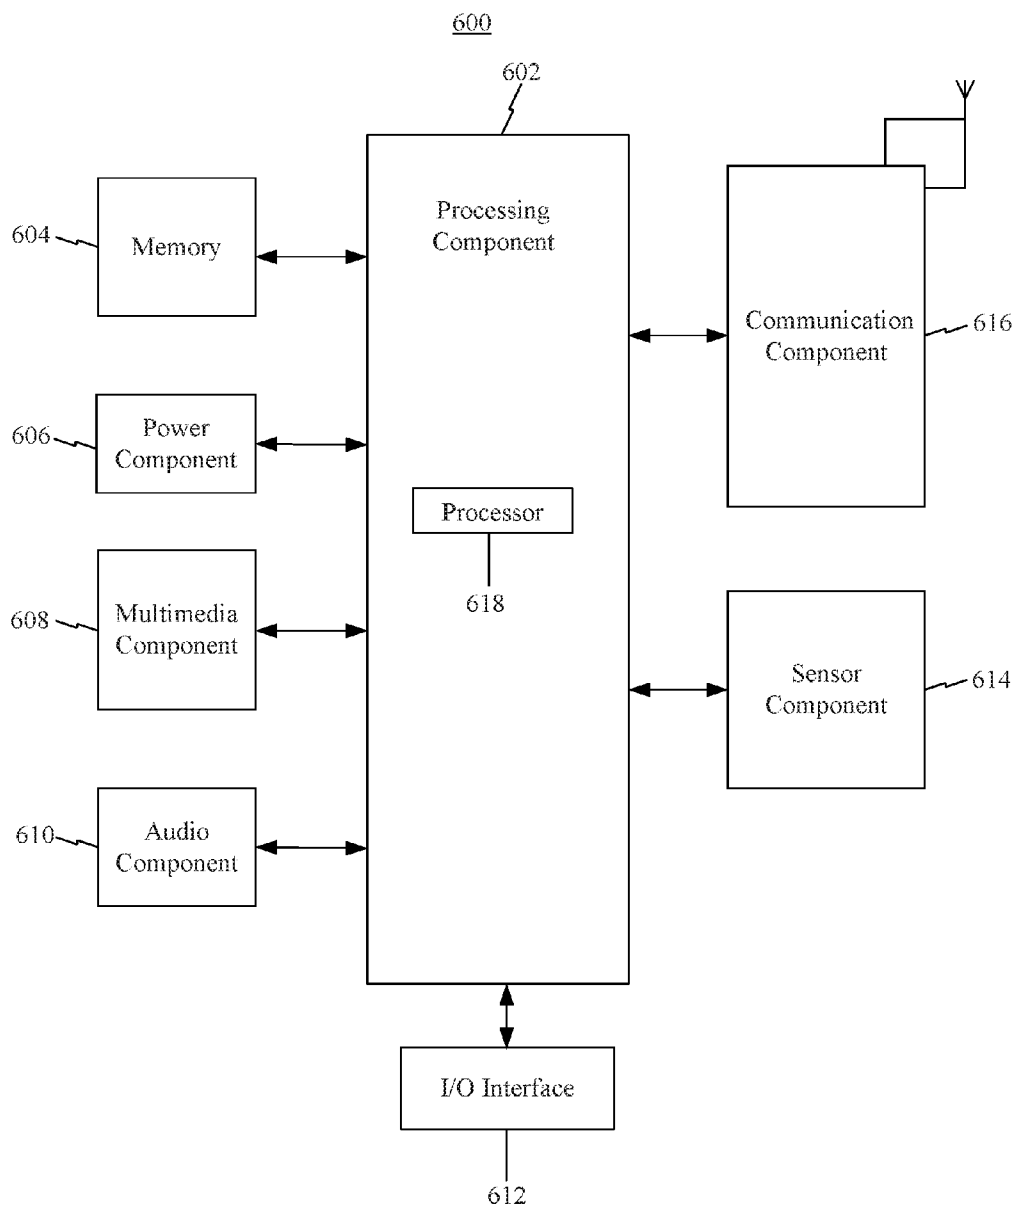 600
602
Processing
Component
604
Memory
Communication
Component
616
606
Power
Component
Processor
618
608
Multimedia
Component
Sensor
Component
614
610
Audio
Component
I/O Interface
612